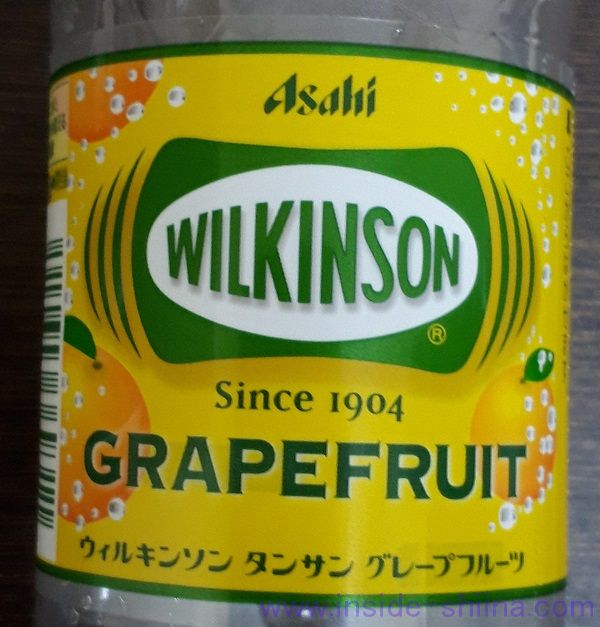 Asahi
WILKINSON
®
Since 1904
GRAPEFRUIT
ウィルキンソン タンサン グレープフルーツ
www.inside-shiina.com